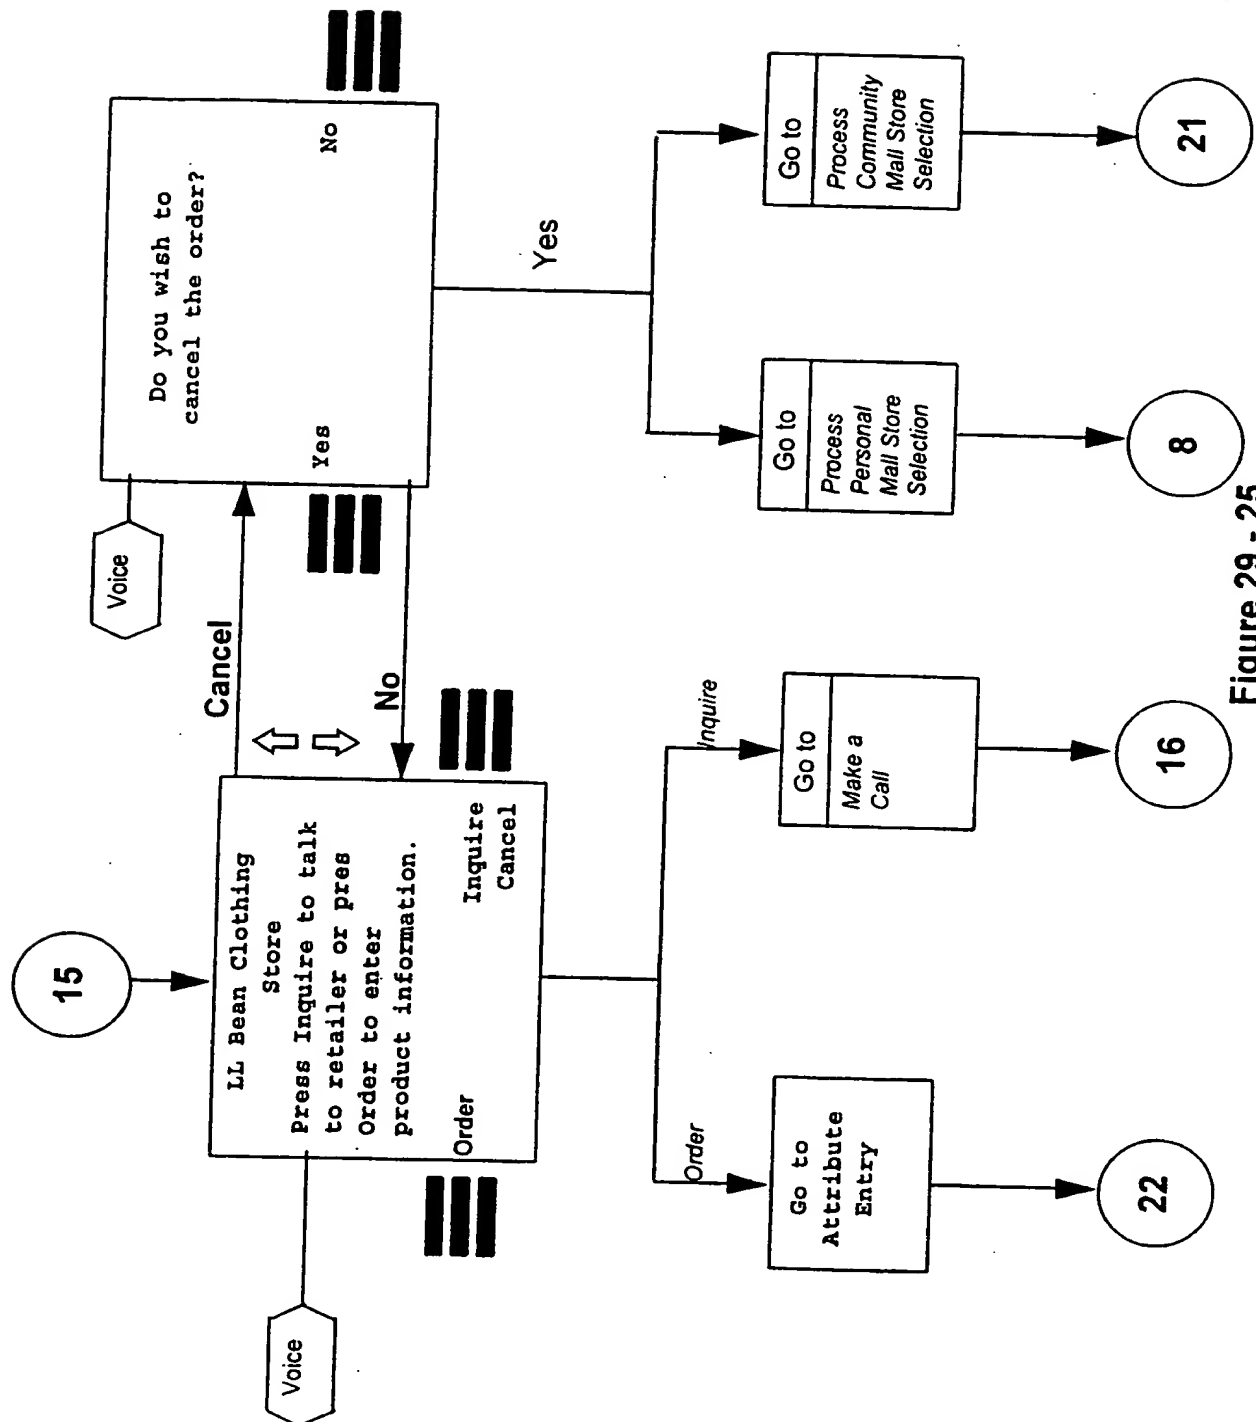 15
Voice
LL Bean Clothing
Store
Press Inquire to talk
to retailer or pres
Order to enter
product information.
Order
Inquire
Cancel
Cancel
No
Voice
Do you wish to
cancel the order?
Yes
No
Order
Go to
Attribute
Entry
22
Inquire
Go to
Make a
Call
16
Yes
Go to
Process
Personal
Mall Store
Selection
8
Go to
Process
Community
Mall Store
Selection
21
Figure 29 - 25